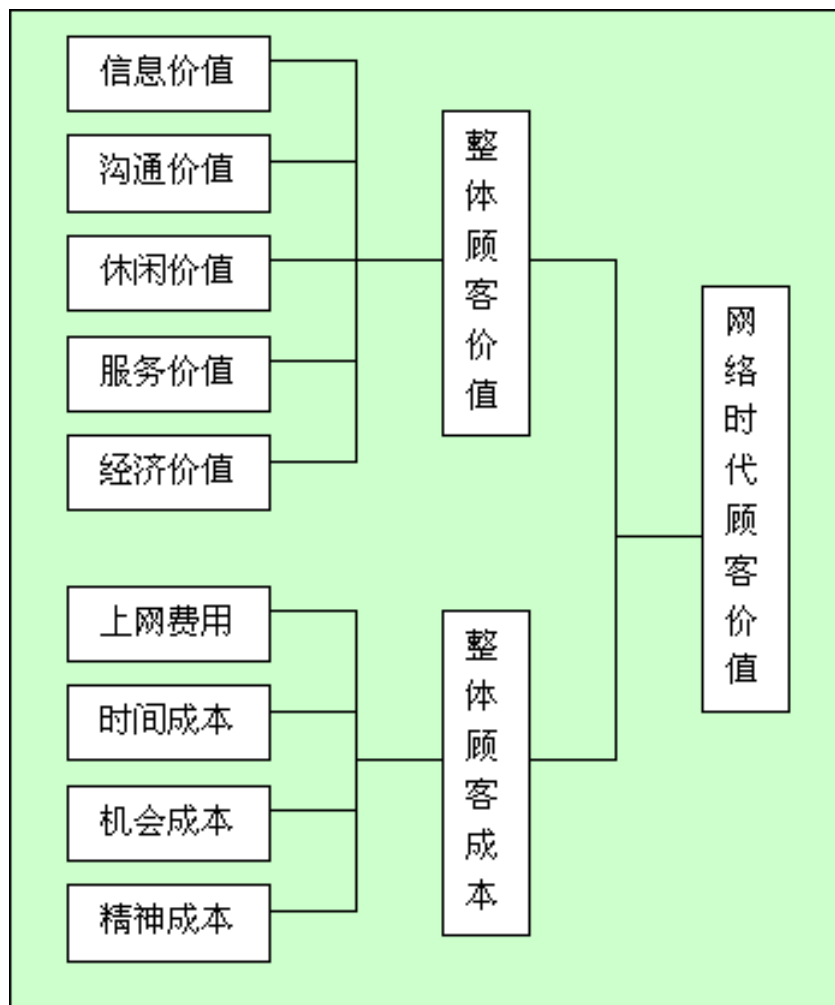 信息价值
沟通价值
休闲价值
服务价值
经济价值
整体顾客价值
上网费用
时间成本
机会成本
精神成本
整体顾客成本
网络时代顾客价值